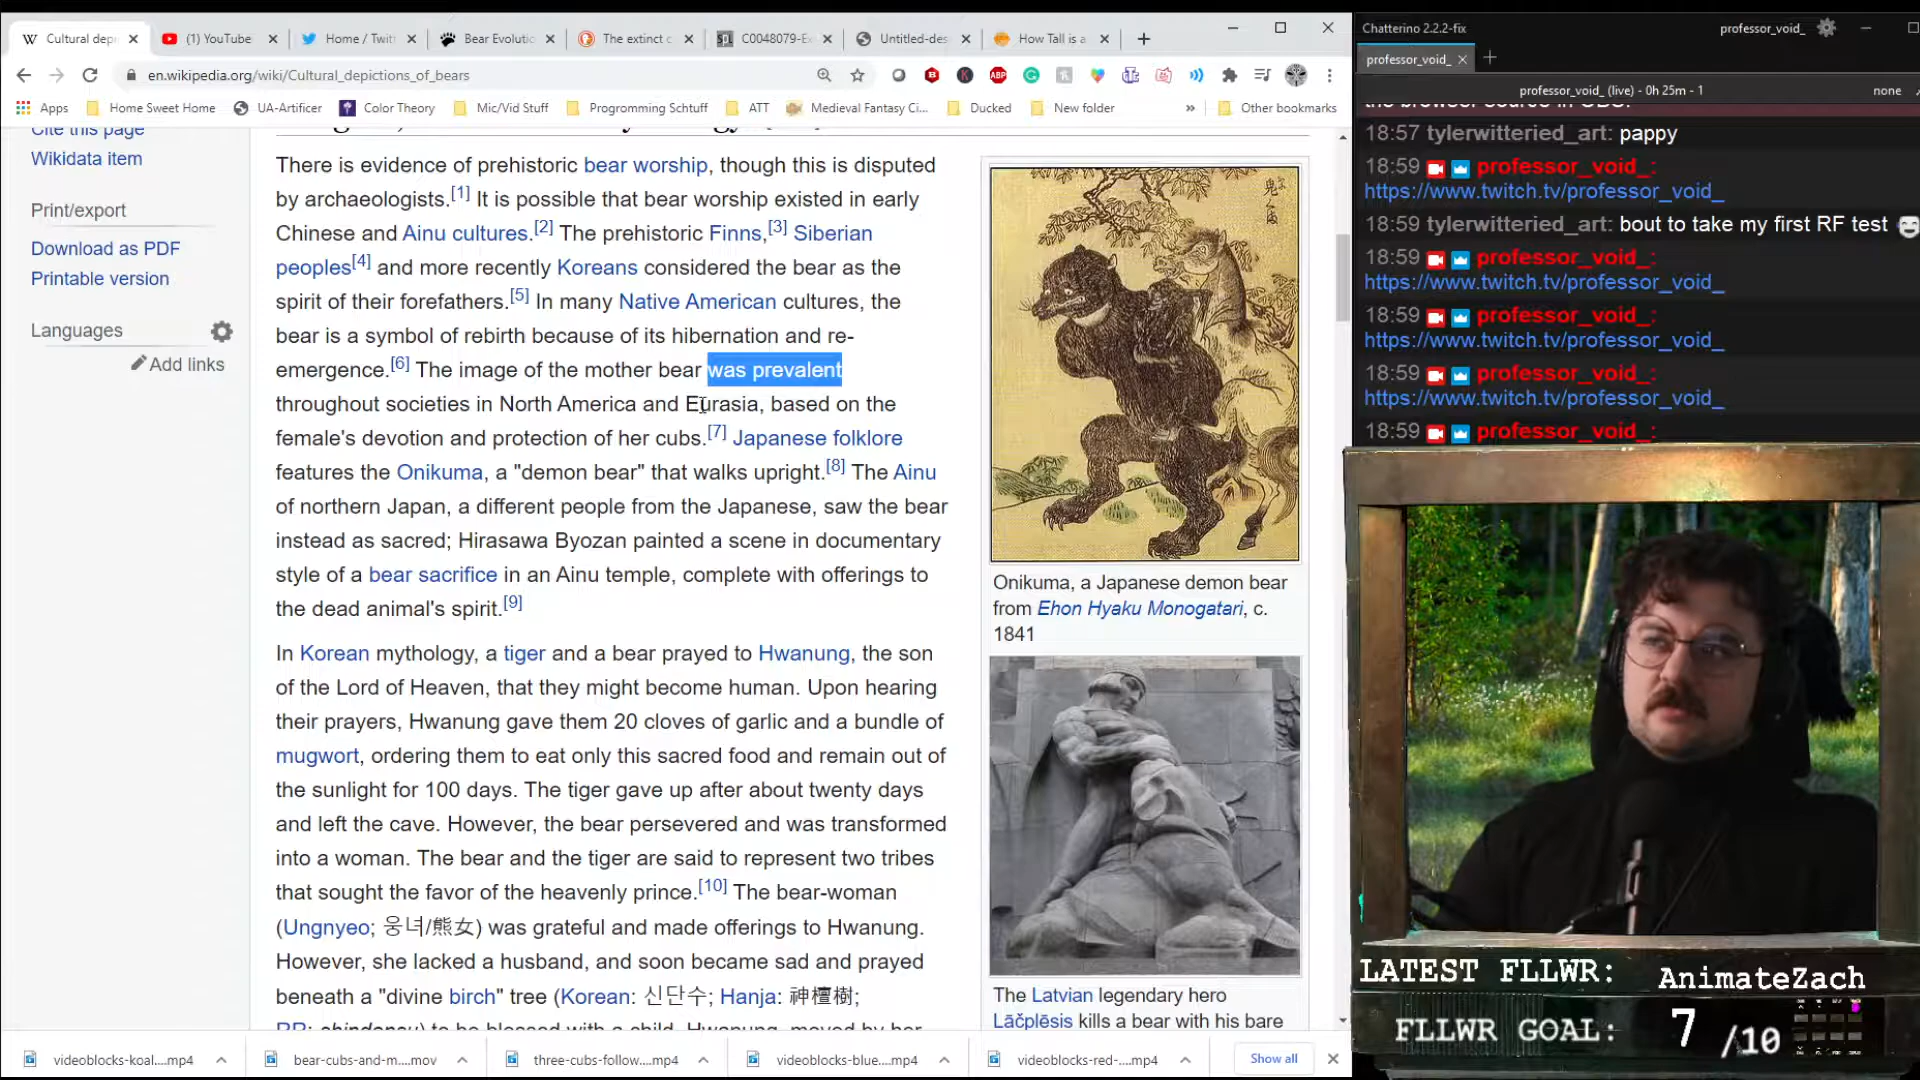 Cultural dep
(1) YouTube
Home / Twit
Bear Evolutio
The extinct c
C0048079-E
Untitled-des
How Tall is a
en.wikipedia.org/wiki/Cultural_depictions_of_bears
Apps
Home Sweet Home
UA-Artificer
Color Theory
Mic/Vid Stuff
Programming Schtuff
ATT
Medieval Fantasy Ci...
Ducked
New folder
»
Other bookmarks
Cite this page
Wikidata item
Print/export
Download as PDF
Printable version
Languages
Add links
There is evidence of prehistoric bear worship, though this is disputed
by archaeologists.[1] It is possible that bear worship existed in early
Chinese and Ainu cultures.[2] The prehistoric Finns,[3] Siberian
peoples[4] and more recently Koreans considered the bear as the
spirit of their forefathers.[5] In many Native American cultures, the
bear is a symbol of rebirth because of its hibernation and re-
emergence.[6] The image of the mother bear was prevalent
throughout societies in North America and Eurasia, based on the
female's devotion and protection of her cubs.[7] Japanese folklore
features the Onikuma, a "demon bear" that walks upright.[8] The Ainu
of northern Japan, a different people from the Japanese, saw the bear
instead as sacred; Hirasawa Byozan painted a scene in documentary
style of a bear sacrifice in an Ainu temple, complete with offerings to
the dead animal's spirit.[9]
In Korean mythology, a tiger and a bear prayed to Hwanung, the son
of the Lord of Heaven, that they might become human. Upon hearing
their prayers, Hwanung gave them 20 cloves of garlic and a bundle of
mugwort, ordering them to eat only this sacred food and remain out of
the sunlight for 100 days. The tiger gave up after about twenty days
and left the cave. However, the bear persevered and was transformed
into a woman. The bear and the tiger are said to represent two tribes
that sought the favor of the heavenly prince.[10] The bear-woman
(Ungnyeo; 웅녀/熊女) was grateful and made offerings to Hwanung.
However, she lacked a husband, and soon became sad and prayed
beneath a "divine birch" tree (Korean: 신단수; Hanja: 神檀樹;
RR: shindansu) to be blessed with a child. Hwanung, moved by her
Onikuma, a Japanese demon bear
from Ehon Hyaku Monogatari, c.
1841
The Latvian legendary hero
Lāčplēsis kills a bear with his bare
videoblocks-koal....mp4
bear-cubs-and-m....mov
three-cubs-follow....mp4
videoblocks-blue....mp4
videoblocks-red-....mp4
Show all
Chatterino 2.2.2-fix
professor_void_
professor_void_
professor_void_ (live) - 0h 25m - 1
none
the browser source in OBS.
18:57 tylerwitteried_art: pappy
18:59 professor_void_:
https://www.twitch.tv/professor_void_
18:59 tylerwitteried_art: bout to take my first RF test
18:59 professor_void_:
https://www.twitch.tv/professor_void_
18:59 professor_void_:
https://www.twitch.tv/professor_void_
18:59 professor_void_:
https://www.twitch.tv/professor_void_
18:59 professor_void_:
LATEST FLLWR: AnimateZach
FLLWR GOAL: 7 /10